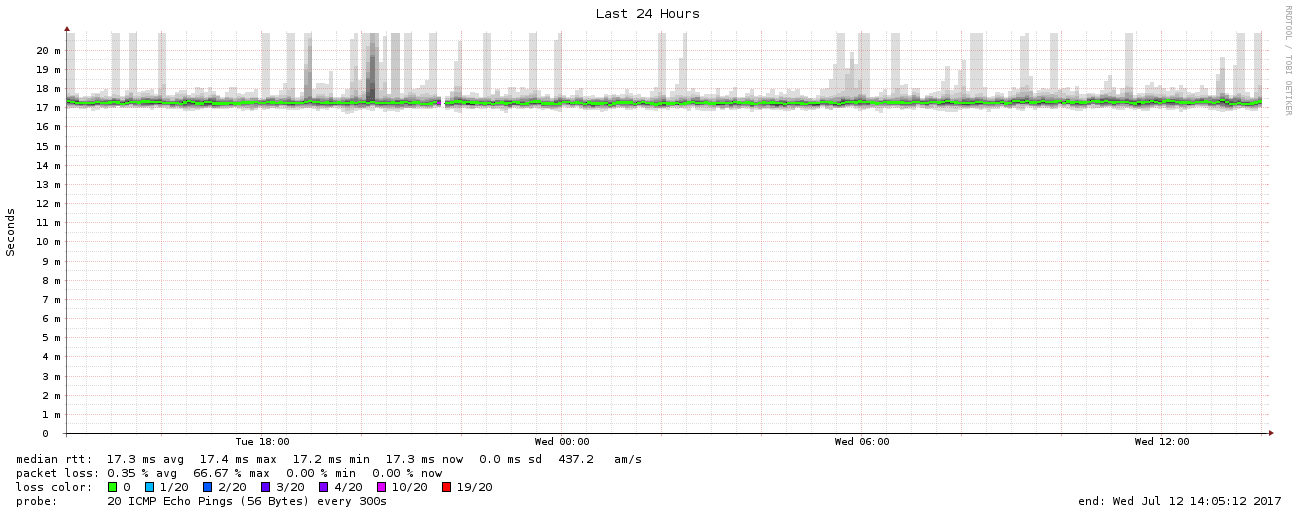 Last 24 Hours
RRDTOOL / TOBI OETIKER
Seconds
20 m
19 m
18 m
17 m
16 m
15 m
14 m
13 m
12 m
11 m
10 m
9 m
8 m
7 m
6 m
5 m
4 m
3 m
2 m
1 m
0
Tue 18:00 Wed 00:00 Wed 06:00 Wed 12:00
median rtt: 17.3 ms avg 17.4 ms max 17.2 ms min 17.3 ms now 0.0 ms sd 437.2 am/s
packet loss: 0.35 % avg 66.67 % max 0.00 % min 0.00 % now
loss color: 0 1/20 2/20 3/20 4/20 10/20 19/20
probe: 20 ICMP Echo Pings (56 Bytes) every 300s end: Wed Jul 12 14:05:12 2017